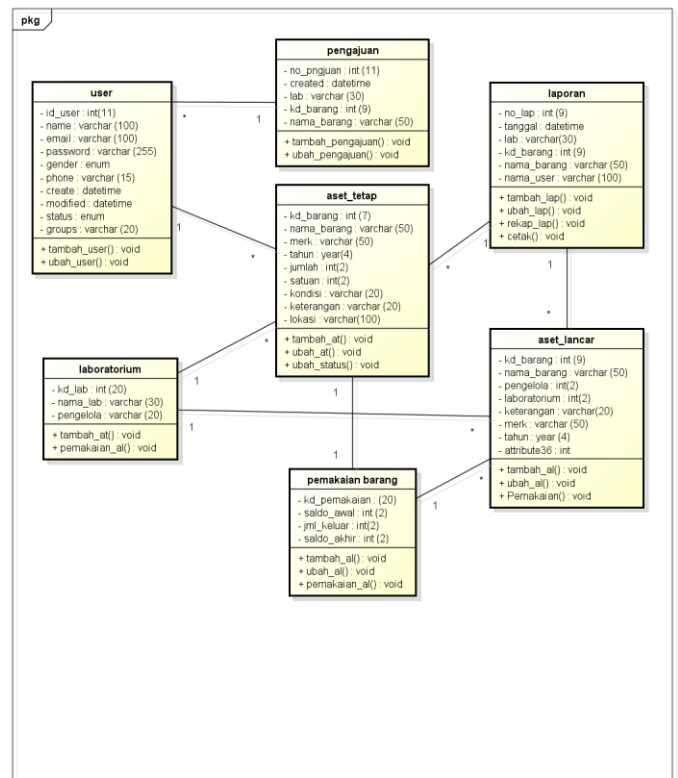 pkg
user
- id_user : int(11)
- name : varchar (100)
- email : varchar (100)
- password : varchar (255)
- gender : enum
- phone : varchar (15)
- create : datetime
- modified : datetime
- status : enum
- groups : varchar (20)
+ tambah_user() : void
+ ubah_user() : void
pengajuan
- no_pngjuan : int (11)
- created : datetime
- lab : varchar (30)
- kd_barang : int (9)
- nama_barang : varchar (50)
+ tambah_pengajuan() : void
+ ubah_pengajuan() : void
laporan
- no_lap : int (9)
- tanggal : datetime
- lab : varchar(30)
- kd_barang : int (9)
- nama_barang : varchar (50)
- nama_user : varchar (100)
+ tambah_lap() : void
+ ubah_lap() : void
+ rekap_lap() : void
+ cetak() : void
aset_tetap
- kd_barang : int (7)
- nama_barang : varchar (50)
- merk : varchar (50)
- tahun : year(4)
- jumlah : int(2)
- satuan : int(2)
- kondisi : varchar (20)
- keterangan : varchar (20)
- lokasi : varchar(100)
+ tambah_at() : void
+ ubah_at() : void
+ ubah_status() : void
laboratorium
- kd_lab : int (20)
- nama_lab : varchar (30)
- pengelola : varchar (20)
+ tambah_at() : void
+ pemakaian_al() : void
aset_lancar
- kd_barang : int (9)
- nama_barang : varchar (50)
- pengelola : int(2)
- laboratorium : int(2)
- keterangan : varchar(20)
- merk : varchar (50)
- tahun : year (4)
- attribute36 : int
+ tambah_al() : void
+ ubah_al() : void
+ Pemakaian() : void
pemakaian barang
- kd_pemakaian : (20)
- saldo_awal : int (2)
- jml_keluar : int(2)
- saldo_akhir : int (2)
+ tambah_al() : void
+ ubah_al() : void
+ pemakaian_al() : void
*
1
1
*
*
1
1
*
1
*
1
*
1
1
1
*